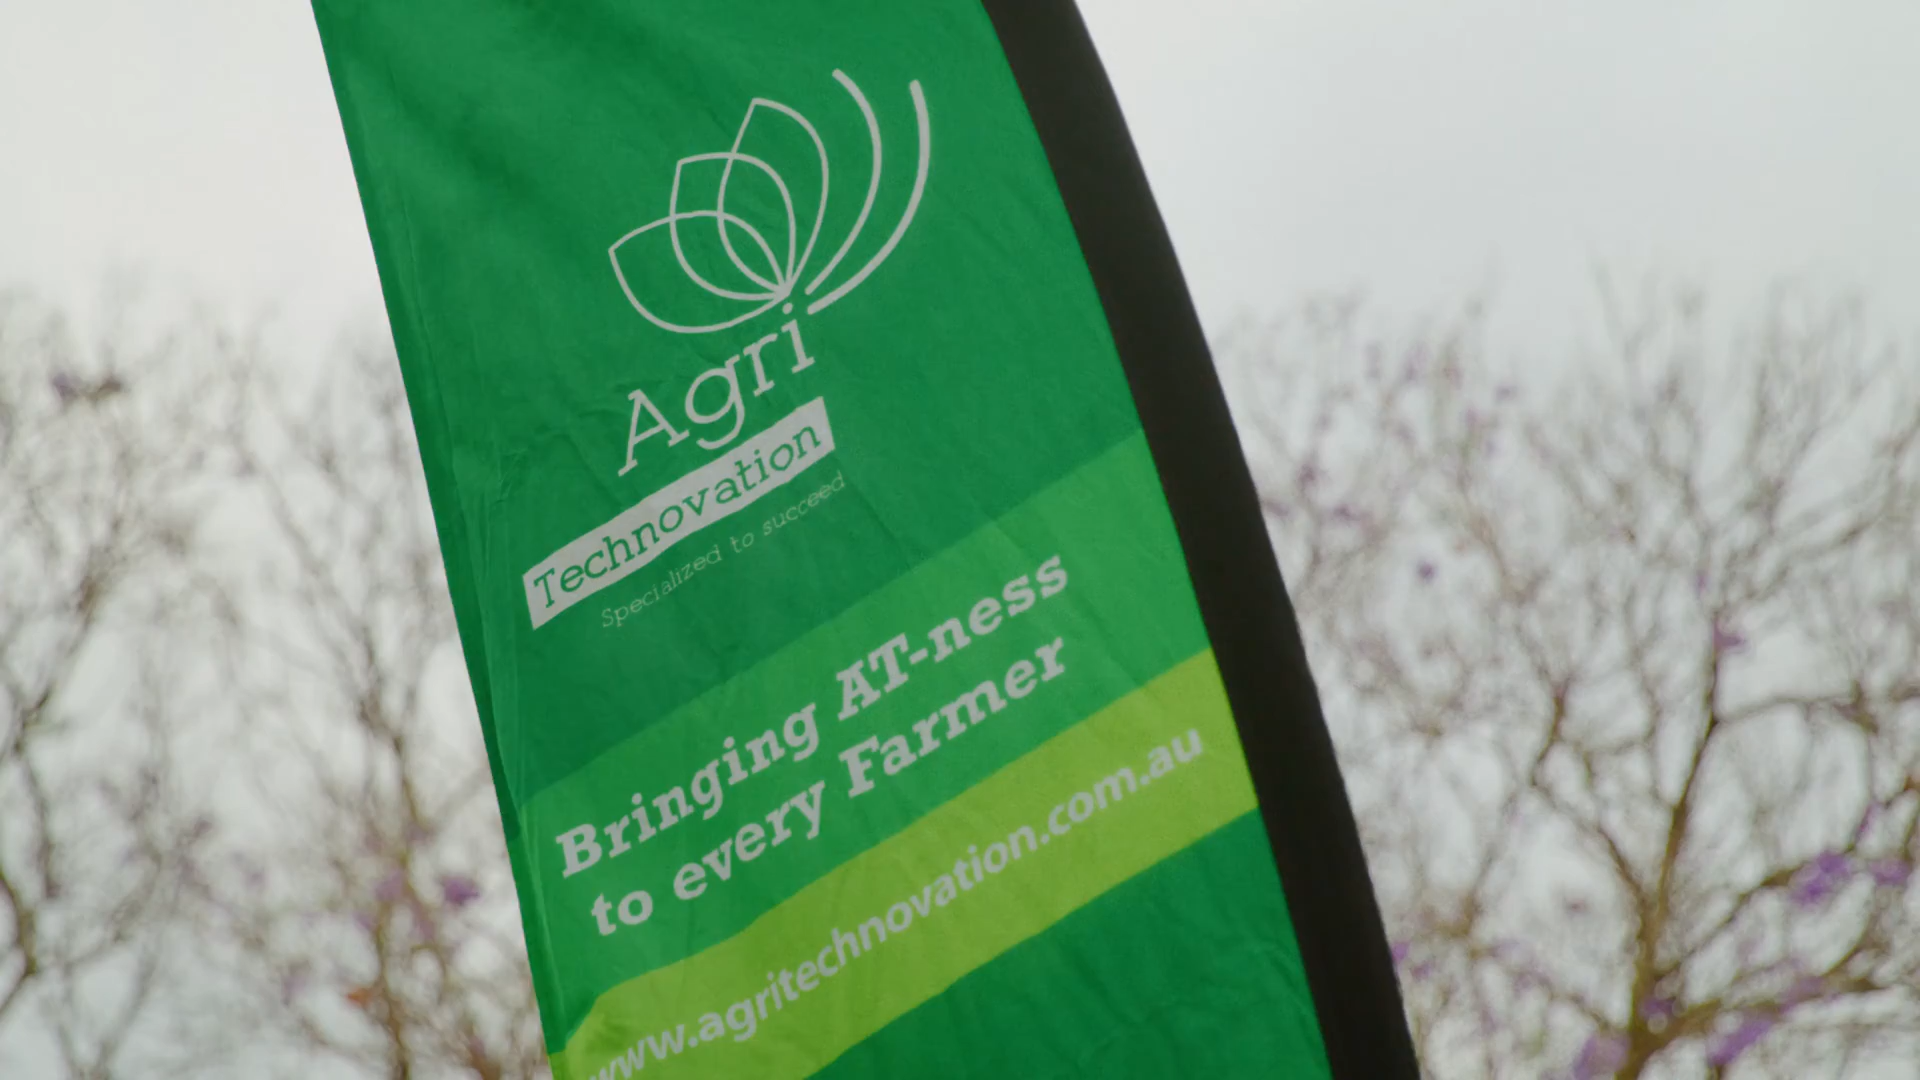 Agri
Technovation
Specialized to succeed
Bringing AT-ness
to every Farmer
www.agritechnovation.com.au